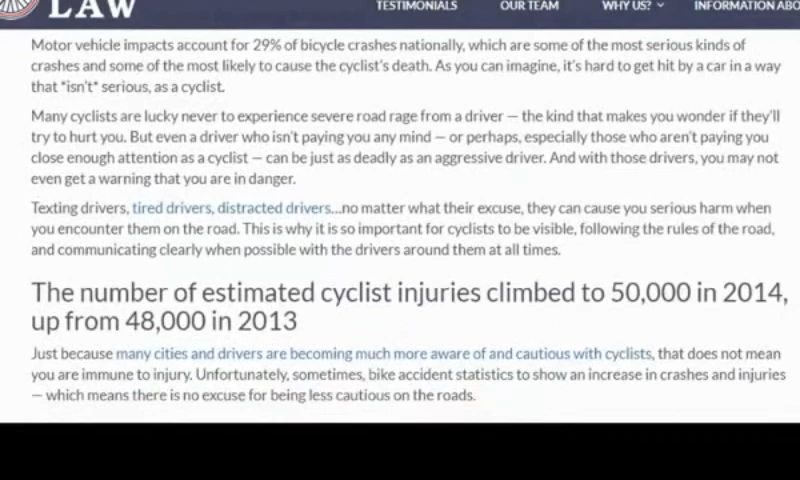 LAW
TESTIMONIALS OUR TEAM WHY US? INFORMATION ABO
Motor vehicle impacts account for 29% of bicycle crashes nationally, which are some of the most serious kinds of
crashes and some of the most likely to cause the cyclist's death. As you can imagine, it's hard to get hit by a car in a way
that *isn't* serious, as a cyclist.
Many cyclists are lucky never to experience severe road rage from a driver — the kind that makes you wonder if they'll
try to hurt you. But even a driver who isn't paying you any mind — or perhaps, especially those who aren't paying you
close enough attention as a cyclist — can be just as deadly as an aggressive driver. And with those drivers, you may not
even get a warning that you are in danger.
Texting drivers, tired drivers, distracted drivers...no matter what their excuse, they can cause you serious harm when
you encounter them on the road. This is why it is so important for cyclists to be visible, following the rules of the road,
and communicating clearly when possible with the drivers around them at all times.
The number of estimated cyclist injuries climbed to 50,000 in 2014,
up from 48,000 in 2013
Just because many cities and drivers are becoming much more aware of and cautious with cyclists, that does not mean
you are immune to injury. Unfortunately, sometimes, bike accident statistics to show an increase in crashes and injuries
— which means there is no excuse for being less cautious on the roads.